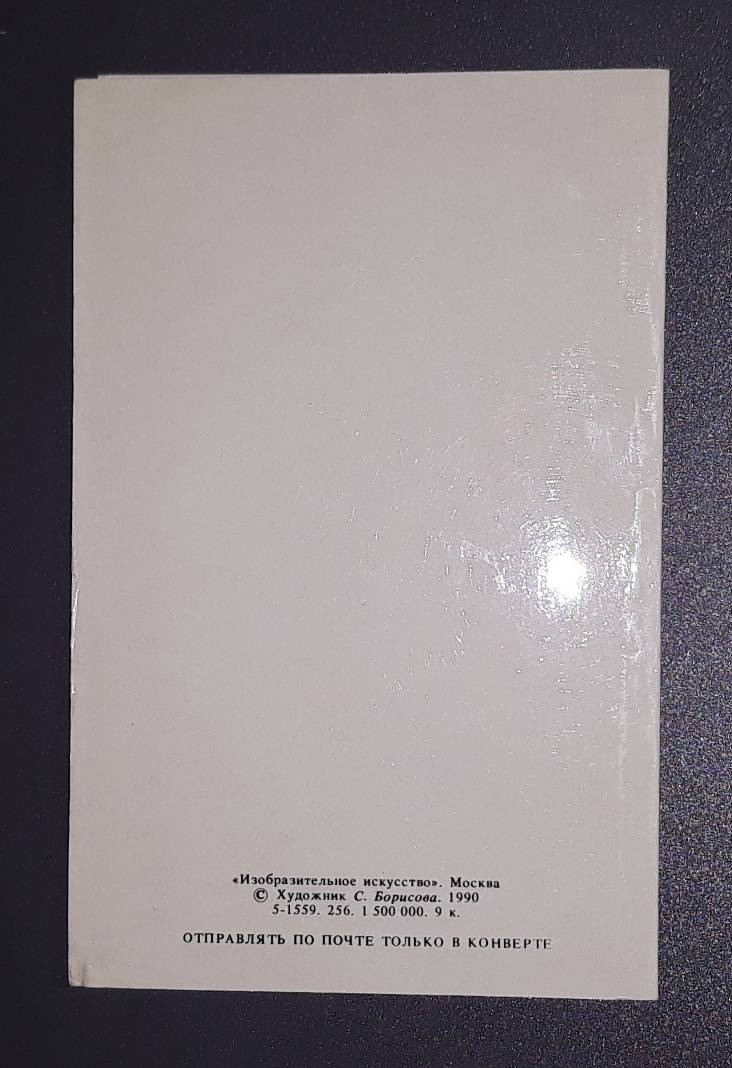 «Изобразительное искусство». Москва
© Художник С. Борисова. 1990
5-1559. 256. 1 500 000. 9 к.
ОТПРАВЛЯТЬ ПО ПОЧТЕ ТОЛЬКО В КОНВЕРТЕ